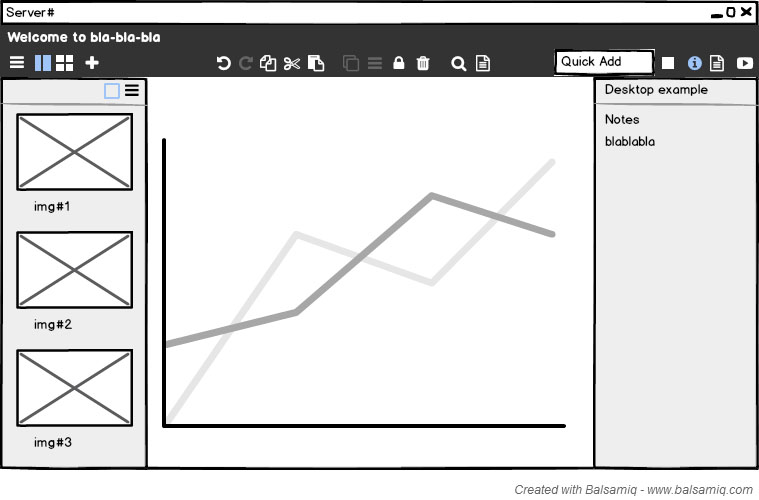 Server#
Welcome to bla-bla-bla
Quick Add
Desktop example
Notes
blablabla
img#1
img#2
img#3
Created with Balsamiq - www.balsamiq.com